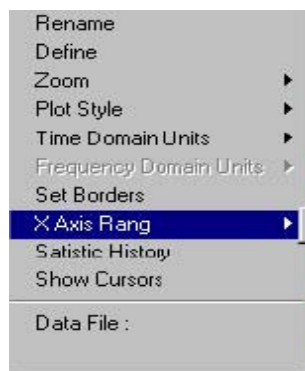 Rename
Define
Zoom
Plot Style
Time Domain Units
Frequency Domain Units
Set Borders
X Axis Rang
Satistic History
Show Cursors
Data File :